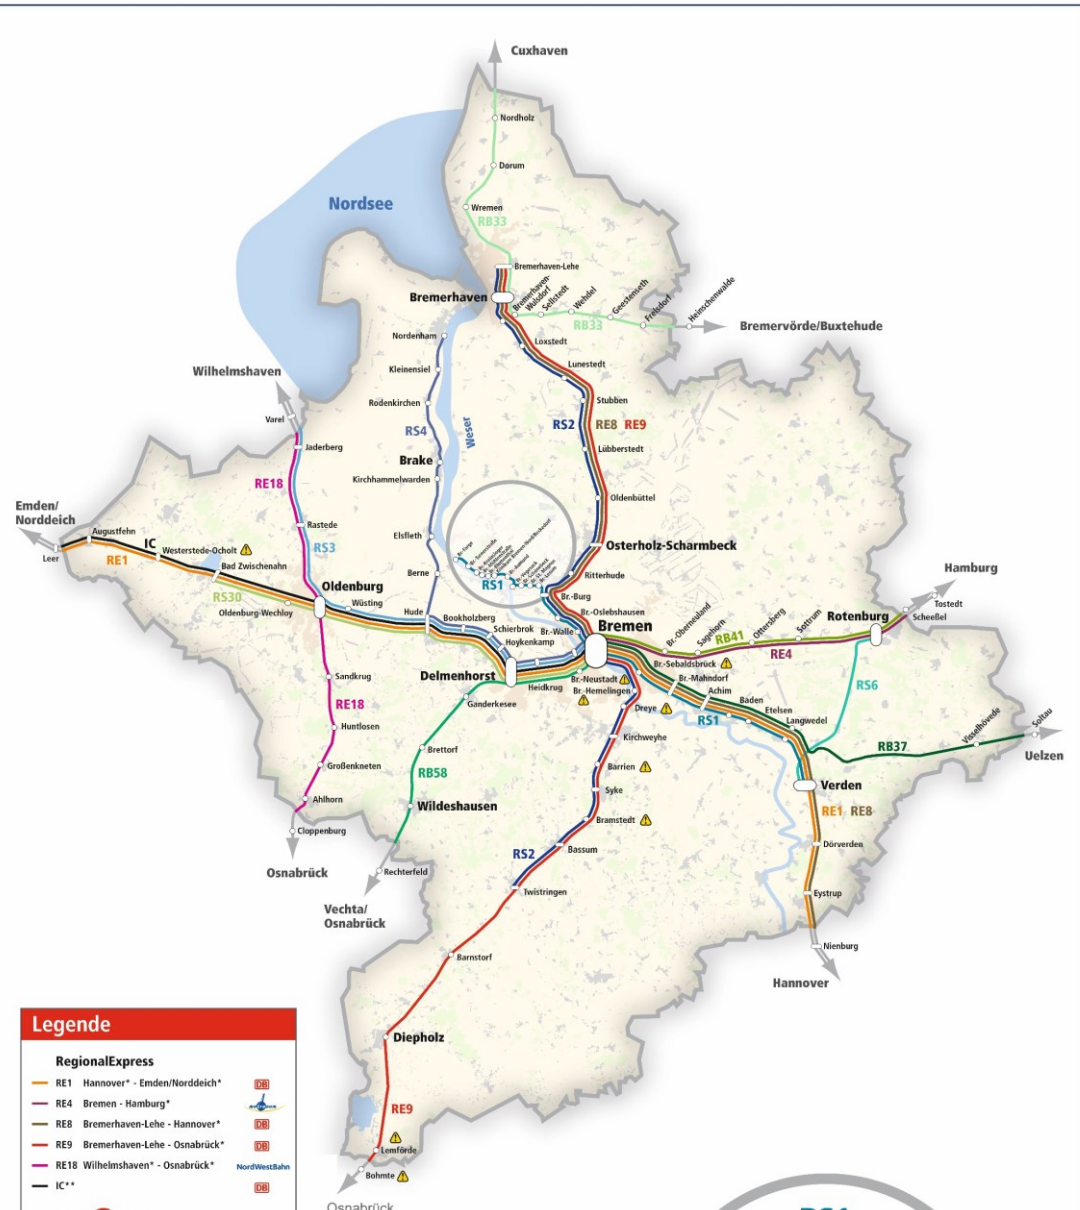 Cuxhaven
Nordholz
Dorum
Wremen
RB33
Nordsee
Bremerhaven-Lehe
Bremerhaven
Bremerhaven-
Wulsdorf
Sellstedt
Wehdel
Geestenseth
Frelsdorf
Heinschenwalde
RB33
Bremervörde/Buxtehude
Nordenham
Loxstedt
Kleinensiel
Lunestedt
Wilhelmshaven
Rodenkirchen
Stubben
Varel
RS4
Weser
RS2
RE8
RE9
Jaderberg
Lübberstedt
Brake
Kirchhammelwarden
RE18
Oldenbüttel
Emden/
Norddeich
Augustfehn
Rastede
Elsfleth
IC
Westerstede-Ocholt
RS3
Osterholz-Scharmbeck
Leer
RE1
Bad Zwischenahn
Berne
RS1
Ritterhude
Hamburg
RS30
Oldenburg
Br.-Burg
Tostedt
Oldenburg-Wechloy
Wüsting
Hude
Bookholzberg
Br.-Oslebshausen
Br.-Oberneuland
Sagehorn
RB41
Ottersberg
Sottrum
Rotenburg
Scheeßel
Schierbrok
Hoykenkamp
Br.-Walle
Bremen
RE4
Br.-Sebaldsbrück
Sandkrug
Delmenhorst
Heidkrug
Br.-Neustadt
Br.-Hemelingen
Br.-Mahndorf
Achim
RS6
RE18
Ganderkesee
Dreye
Baden
Etelsen
Langwedel
RS1
Huntlosen
Brettorf
Kirchweyhe
RB37
Visselhövede
Soltau
Uelzen
Großenkneten
RB58
Barrien
Syke
Verden
Ahlhorn
Wildeshausen
Bramstedt
RE1
RE8
Cloppenburg
RS2
Bassum
Dörverden
Osnabrück
Rechterfeld
Twistringen
Eystrup
Vechta/
Osnabrück
Nienburg
Barnstorf
Hannover
Diepholz
RE9
Lemförde
Bohmte
Osnabrück
Legende
RegionalExpress
RE1 Hannover* - Emden/Norddeich* DB
RE4 Bremen - Hamburg*
RE8 Bremerhaven-Lehe - Hannover* DB
RE9 Bremerhaven-Lehe - Osnabrück* DB
RE18 Wilhelmshaven* - Osnabrück* NordWestBahn
IC** DB